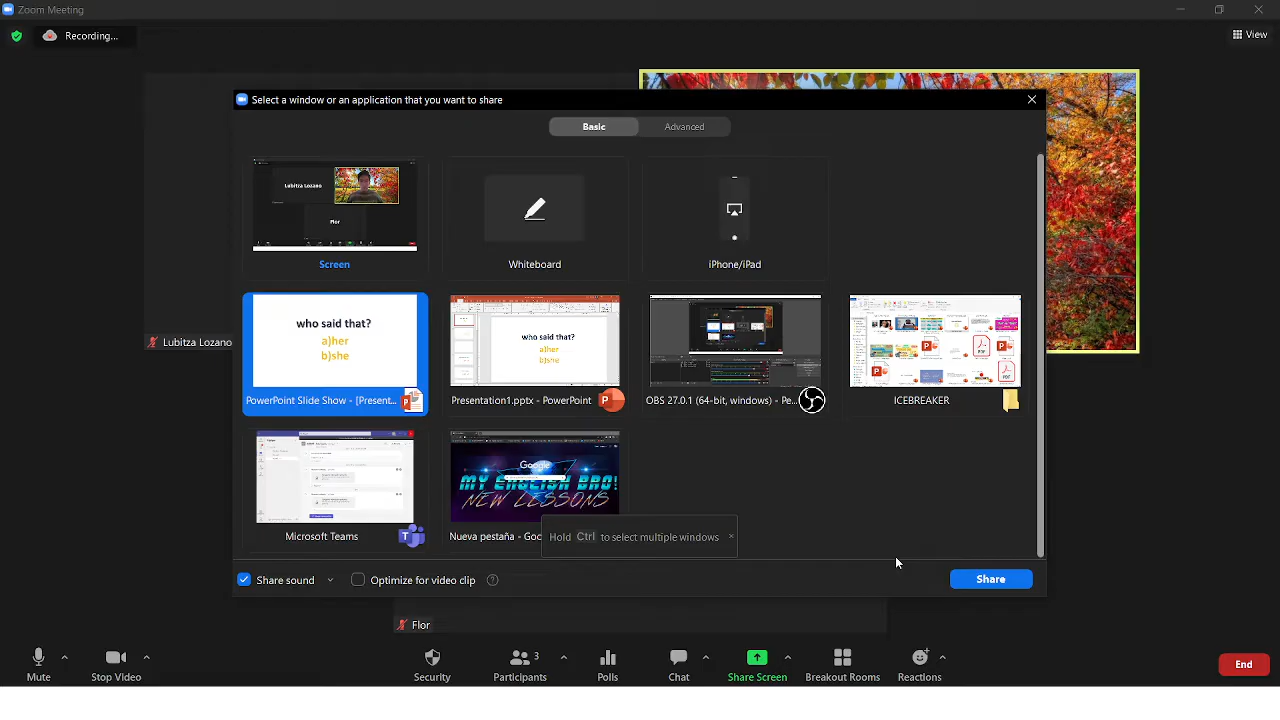 Zoom Meeting
Recording...
View
Select a window or an application that you want to share
Basic
Advanced
Lubitza Lozano
Flor
Screen
Whiteboard
iPhone/iPad
who said that?
a)her
b)she
PowerPoint Slide Show - [Present...
who said that?
a)her
b)she
Presentation1.pptx - PowerPoint
OBS 27.0.1 (64-bit, windows) - Pe...
ICEBREAKER
Lubitza Lozano
Microsoft Teams
Google
MY ENGLISH BRO!
NEW LESSONS
Nueva pestaña - Goo
Hold Ctrl to select multiple windows
Share sound
Optimize for video clip
Share
Flor
Mute
Stop Video
Security
3
Participants
Polls
Chat
Share Screen
Breakout Rooms
Reactions
End